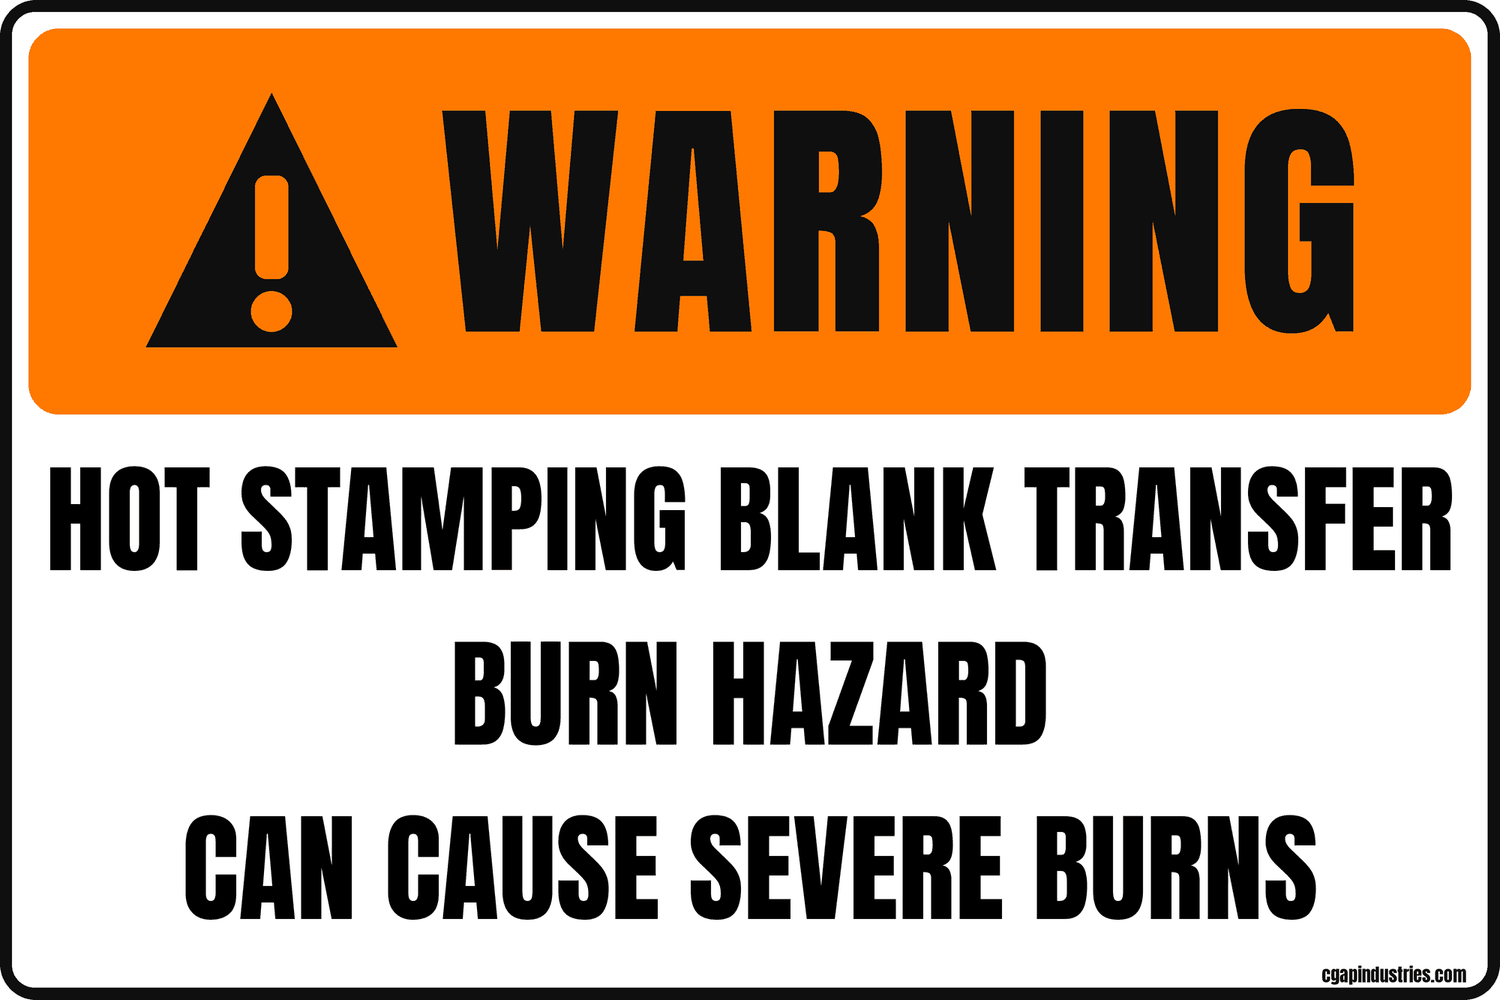 WARNING
HOT STAMPING BLANK TRANSFER
BURN HAZARD
CAN CAUSE SEVERE BURNS
cgapindustries.com